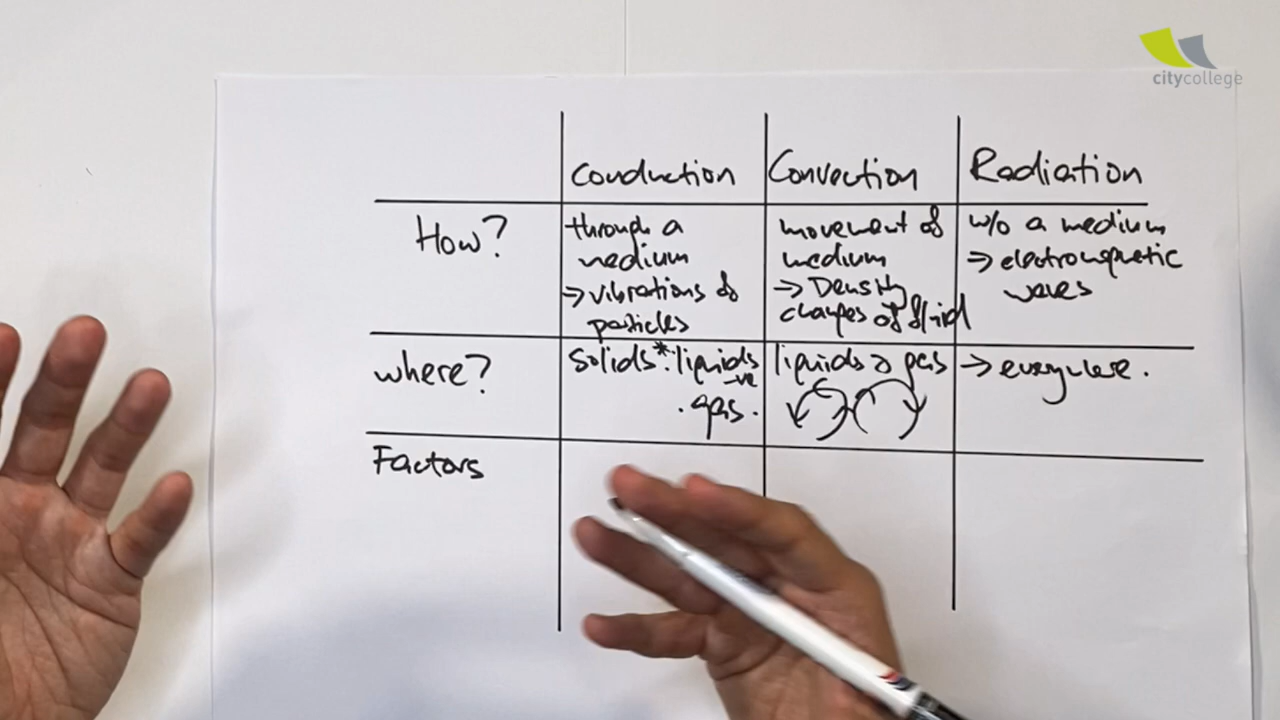 citycollege
Conduction
Convection
Radiation
How?
through a
medium
→ vibrations of
particles
movement of
medium
→ Density
changes of fluid
w/o a medium
→ electromagnetic
waves
where?
Solids* . liquids
-ve
. gas .
liquids & gas
→ everywhere .
Factors